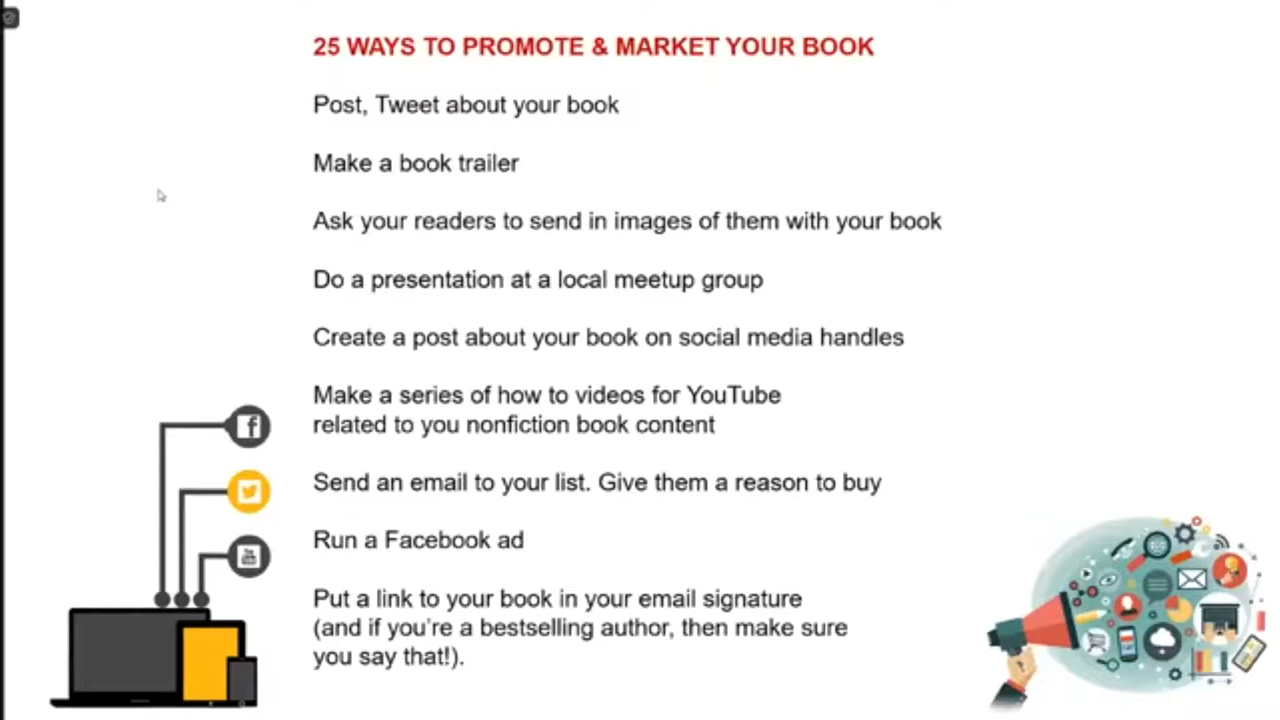 25 WAYS TO PROMOTE & MARKET YOUR BOOK
Post, Tweet about your book
Make a book trailer
Ask your readers to send in images of them with your book
Do a presentation at a local meetup group
Create a post about your book on social media handles
Make a series of how to videos for YouTube
related to you nonfiction book content
Send an email to your list. Give them a reason to buy
Run a Facebook ad
Put a link to your book in your email signature
(and if you're a bestselling author, then make sure
you say that!).